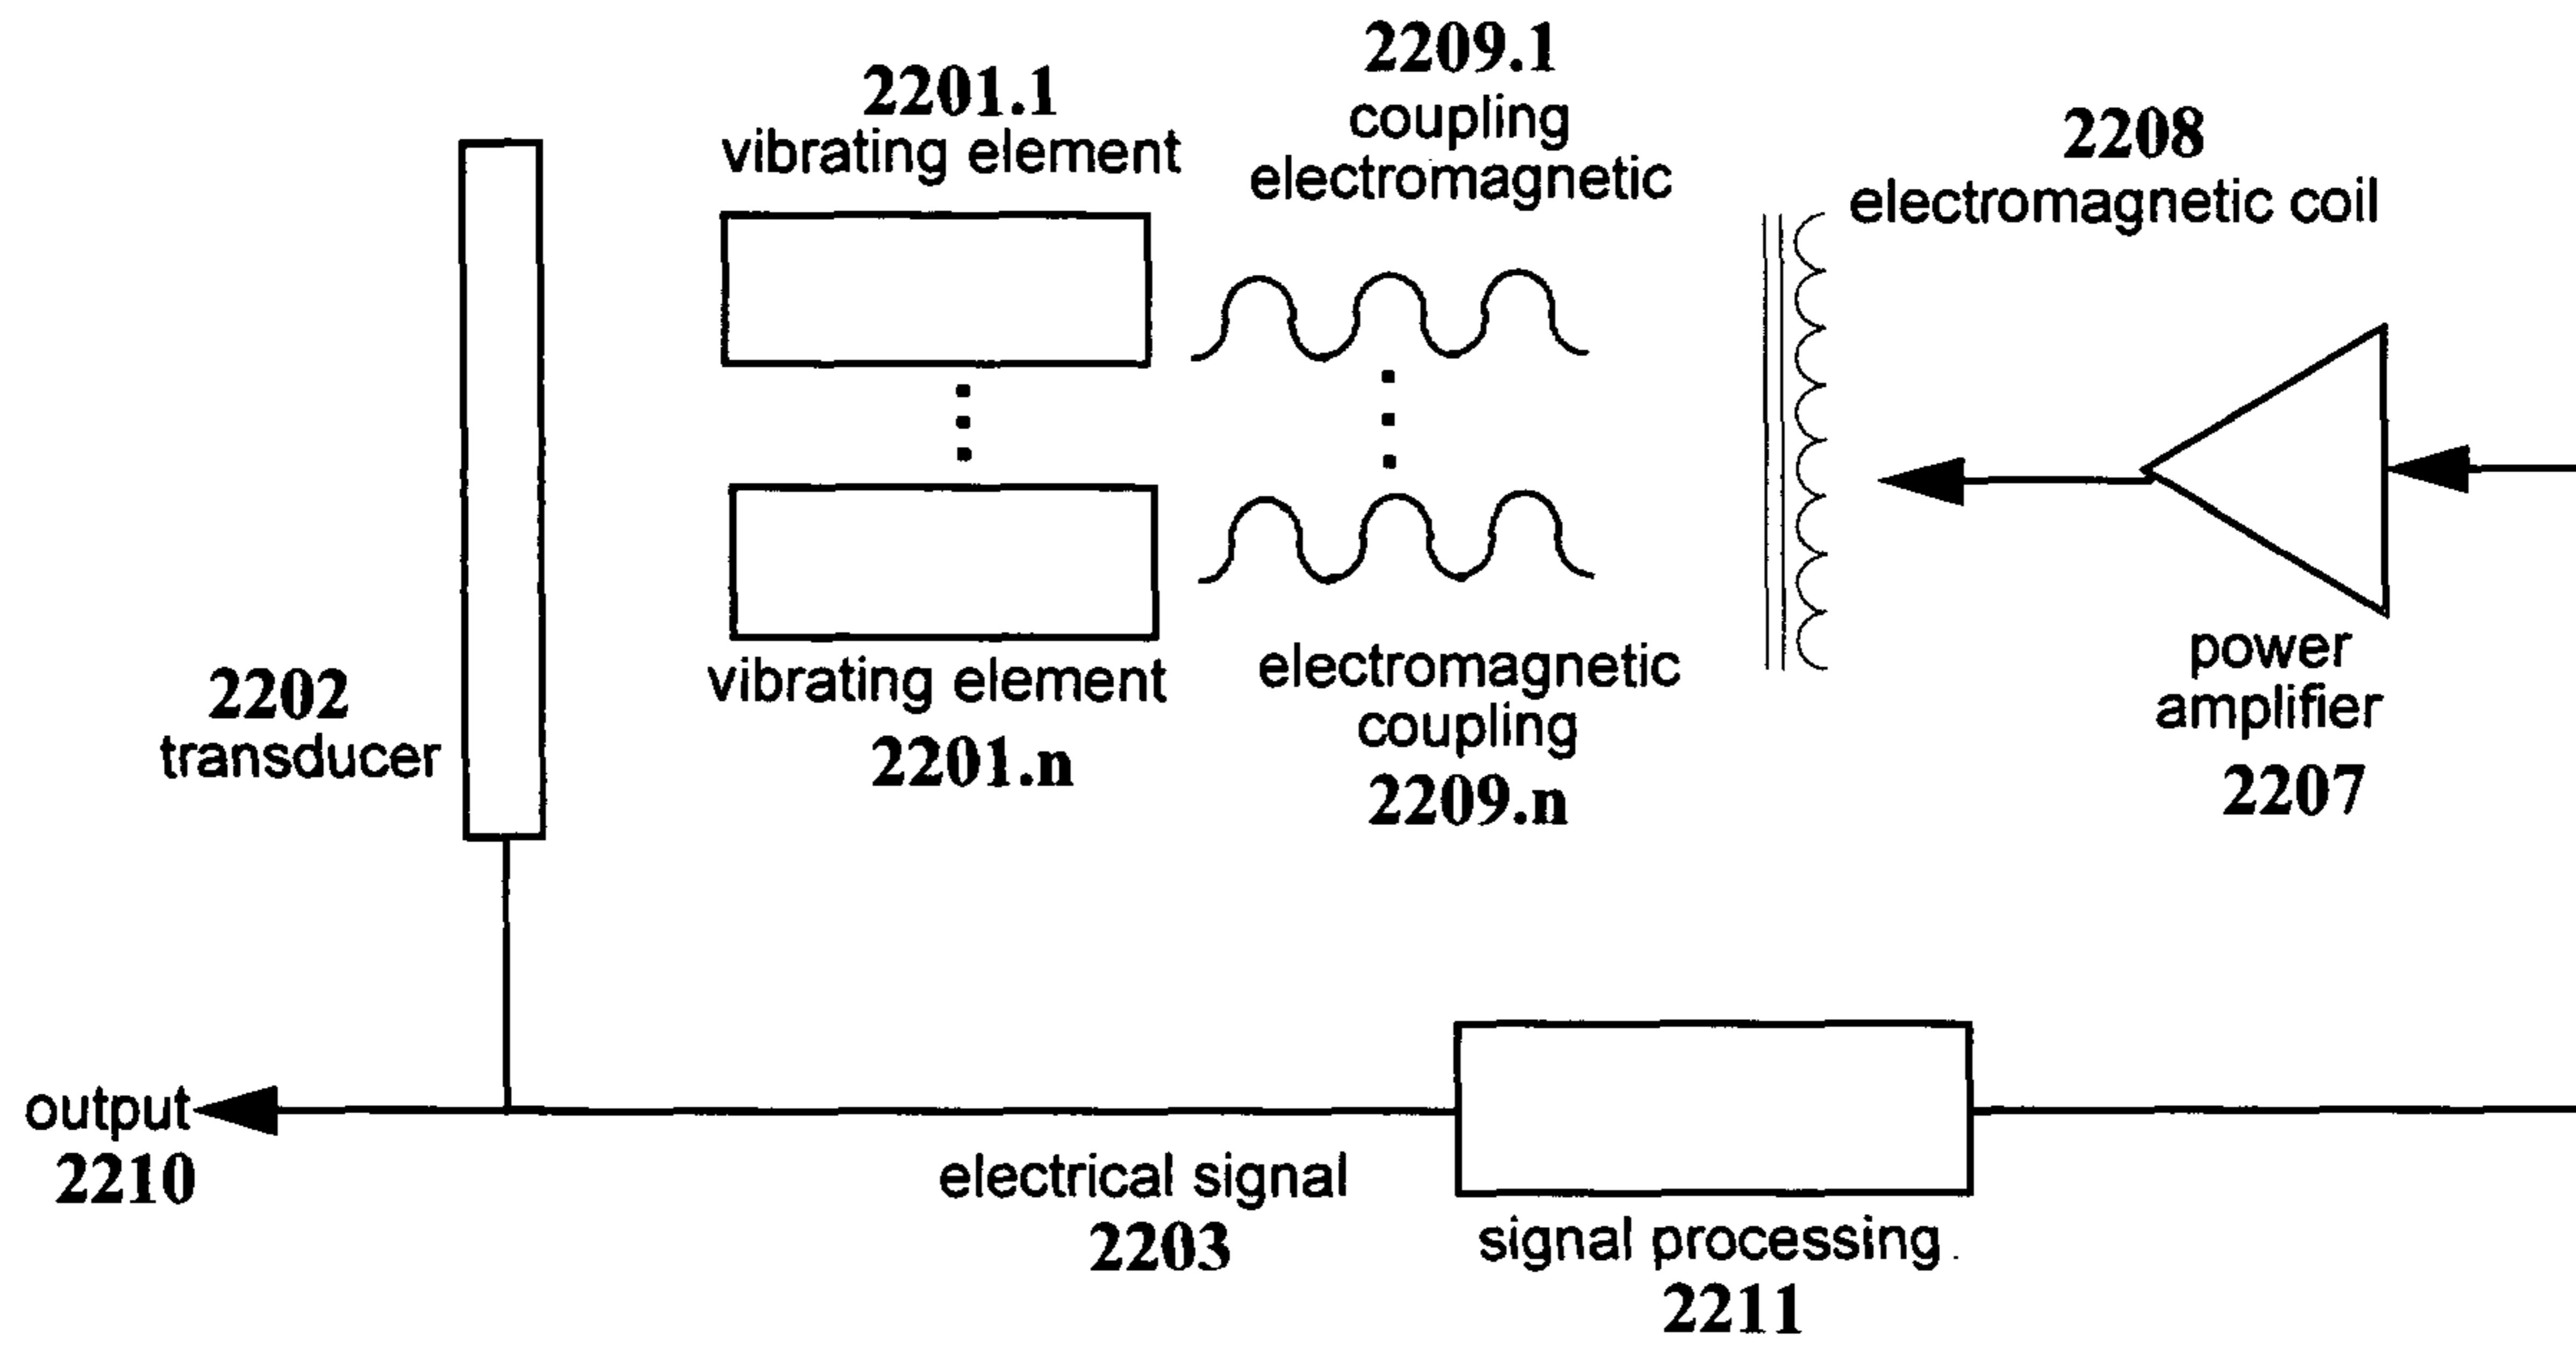 2209.1
coupling
electromagnetic
2201.1
vibrating element
2208
electromagnetic coil
2202
transducer
vibrating element
2201.n
electromagnetic
coupling
2209.n
power
amplifier
2207
output
2210
electrical signal
2203
signal processing
2211